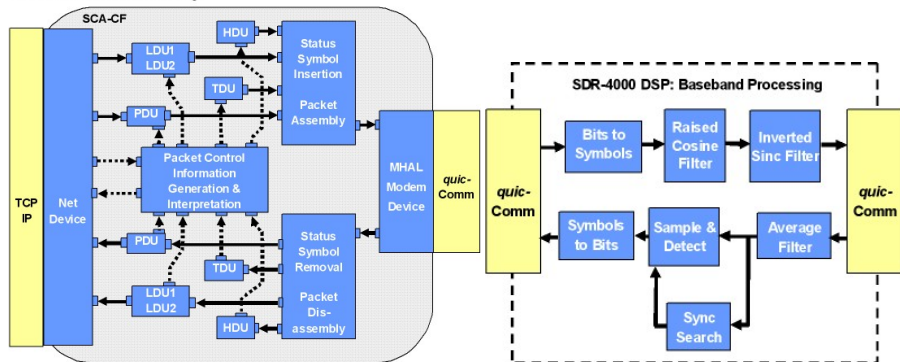 SCA-CF
HDU
LDU1
LDU2
Status
Symbol
Insertion
Packet
Assembly
TDU
PDU
Packet Control
Information
Generation &
Interpretation
TCP
IP
Net
Device
MHAL
Modem
Device
quic-
Comm
PDU
TDU
LDU1
LDU2
HDU
Status
Symbol
Removal
Packet
Dis-
assembly
SDR-4000 DSP: Baseband Processing
quic-
Comm
Bits to
Symbols
Raised
Cosine
Filter
Inverted
Sinc Filter
quic-
Comm
Symbols
to Bits
Sample &
Detect
Average
Filter
Sync
Search